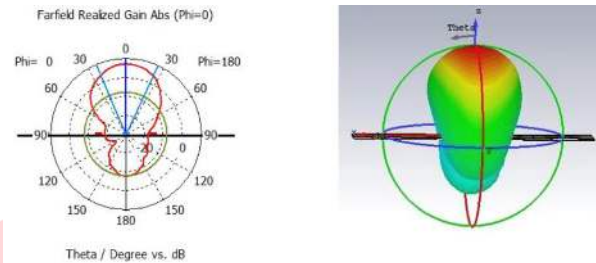 Farfield Realized Gain Abs (Phi=0)
0
Phi= 0 30 30 Phi=180
60 60
90 20 0 90
120 120
150 150
180
Theta / Degree vs. dB
z
Theta
x